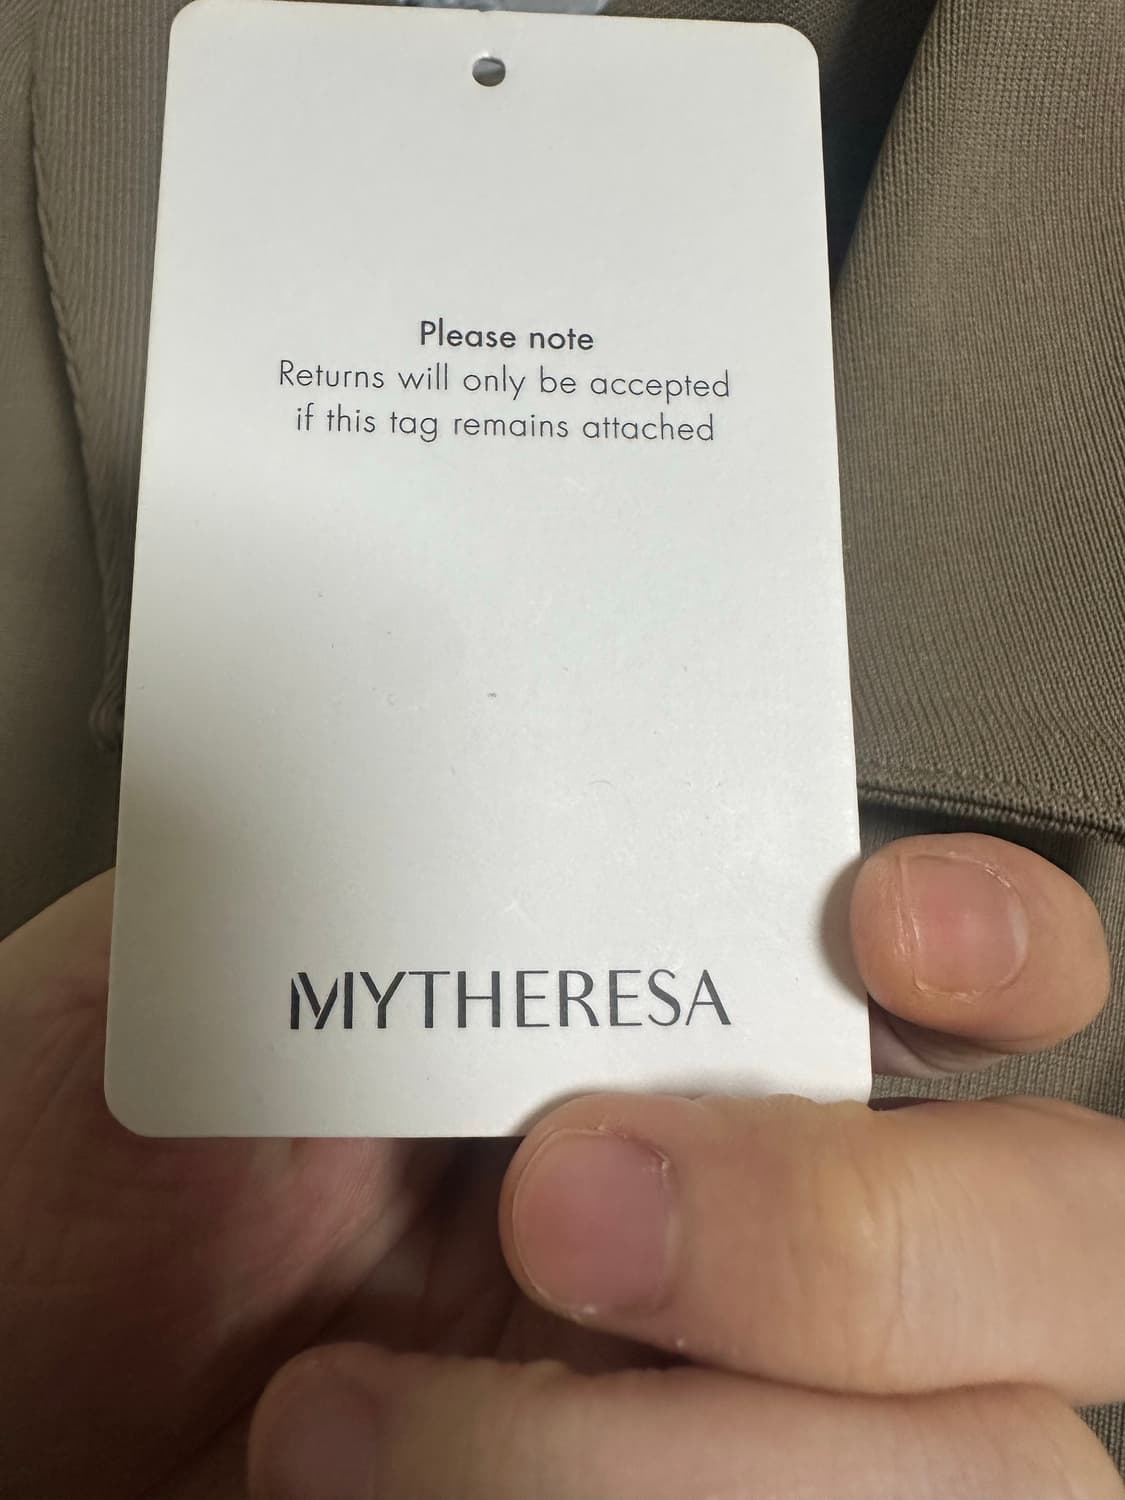 Please note
Returns will only be accepted
if this tag remains attached
MYTHERESA